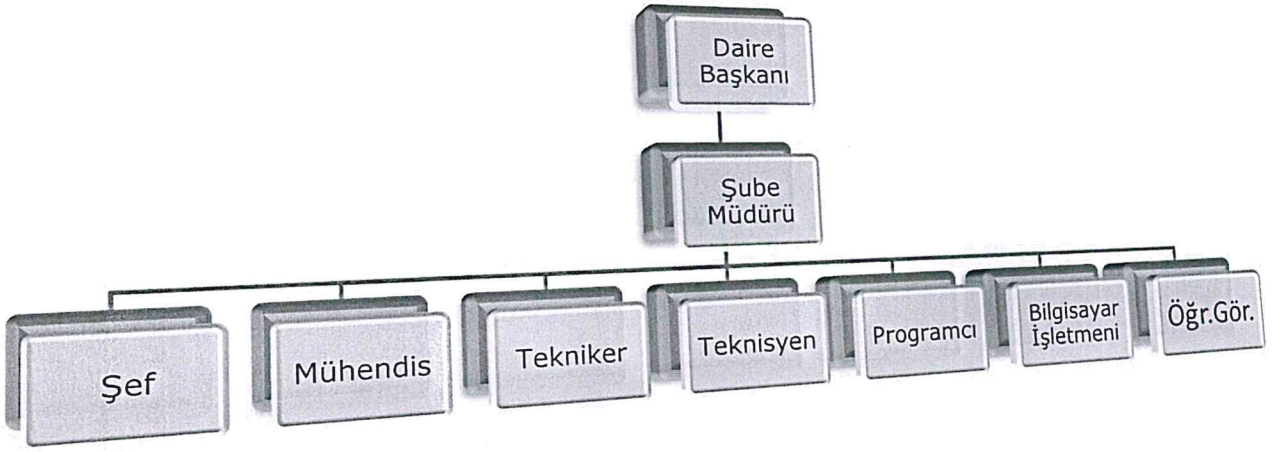 Daire
Başkanı
Şube
Müdürü
Şef
Mühendis
Tekniker
Teknisyen
Programcı
Bilgisayar
İşletmeni
Öğr.Gör.